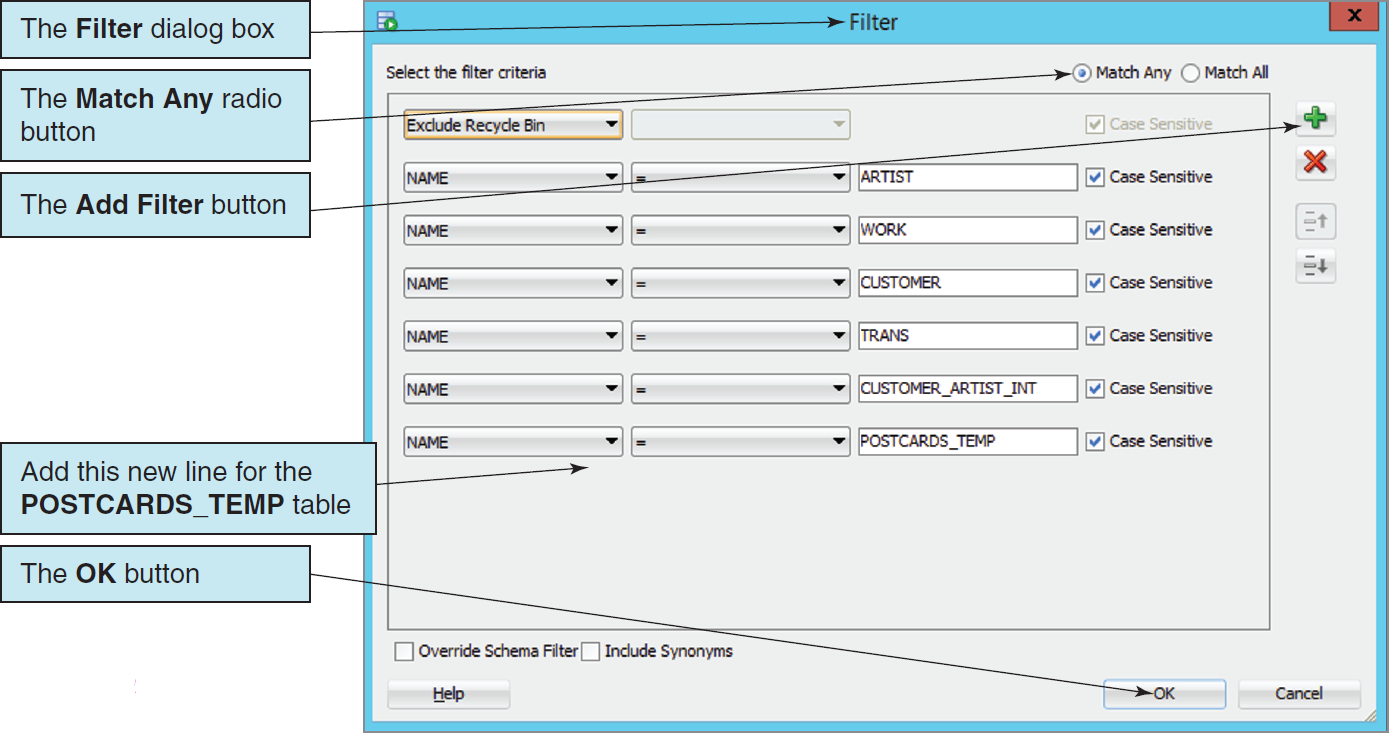 The Filter dialog box
Filter
X
The Match Any radio
button
Select the filter criteria
Match Any Match All
The Add Filter button
Exclude Recycle Bin Case Sensitive
NAME = ARTIST Case Sensitive
NAME = WORK Case Sensitive
NAME = CUSTOMER Case Sensitive
NAME = TRANS Case Sensitive
NAME = CUSTOMER_ARTIST_INT Case Sensitive
NAME = POSTCARDS_TEMP Case Sensitive
Add this new line for the
POSTCARDS_TEMP table
The OK button
Override Schema Filter Include Synonyms
Help OK Cancel